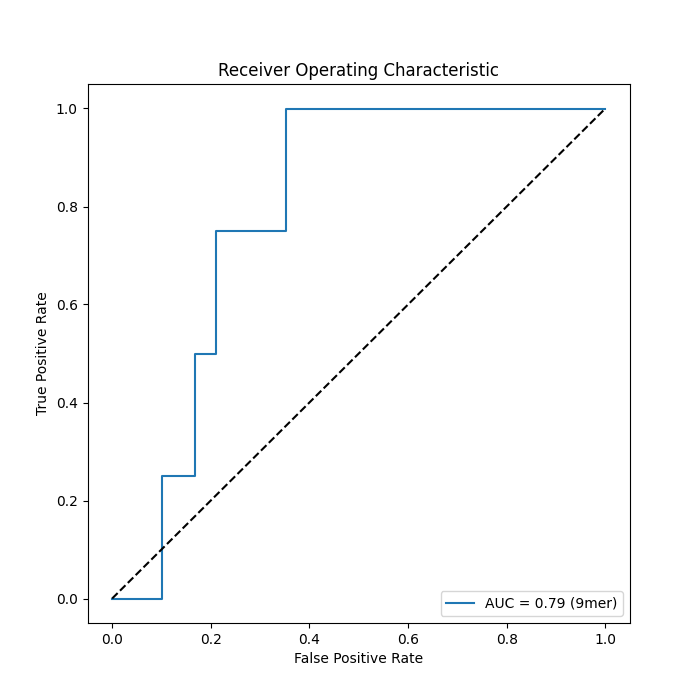 Receiver Operating Characteristic
True Positive Rate
1.0
0.8
0.6
0.4
0.2
0.0
AUC = 0.79 (9mer)
0.0 0.2 0.4 0.6 0.8 1.0
False Positive Rate